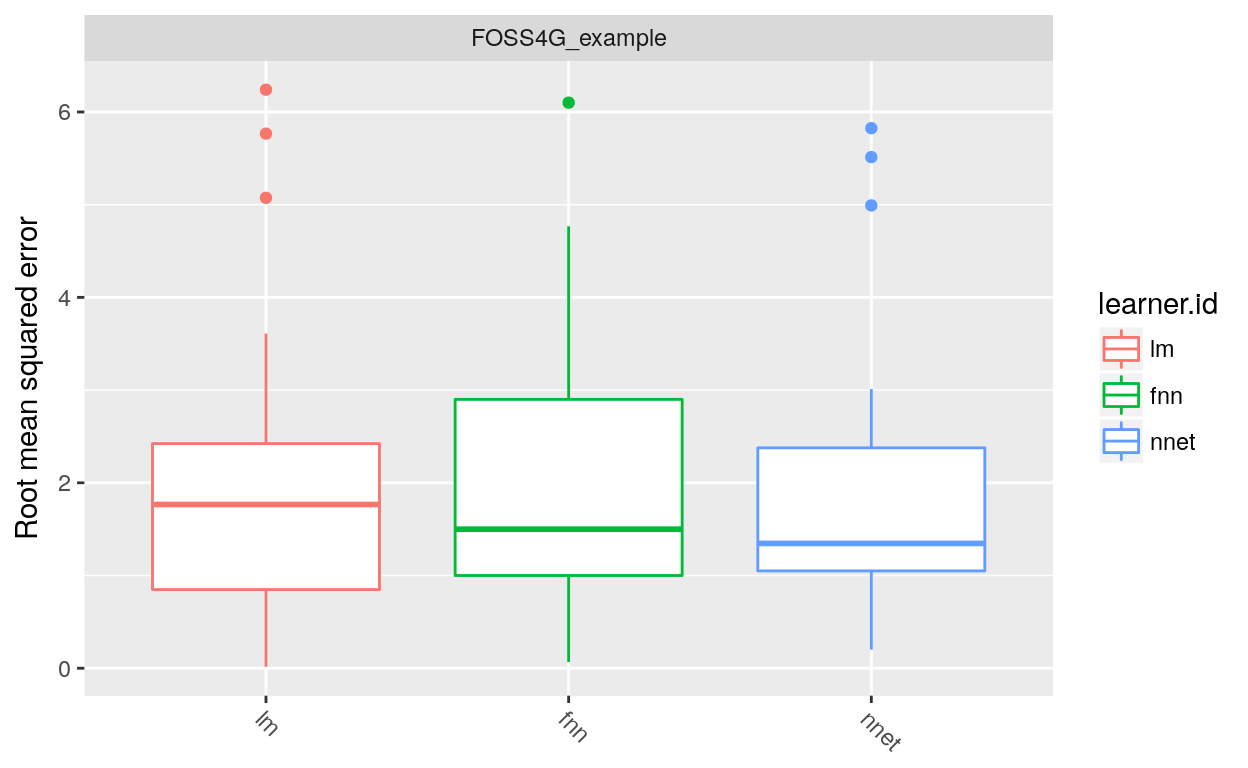 FOSS4G_example
Root mean squared error
6
4
2
0
lm
fnn
nnet
learner.id
lm
fnn
nnet